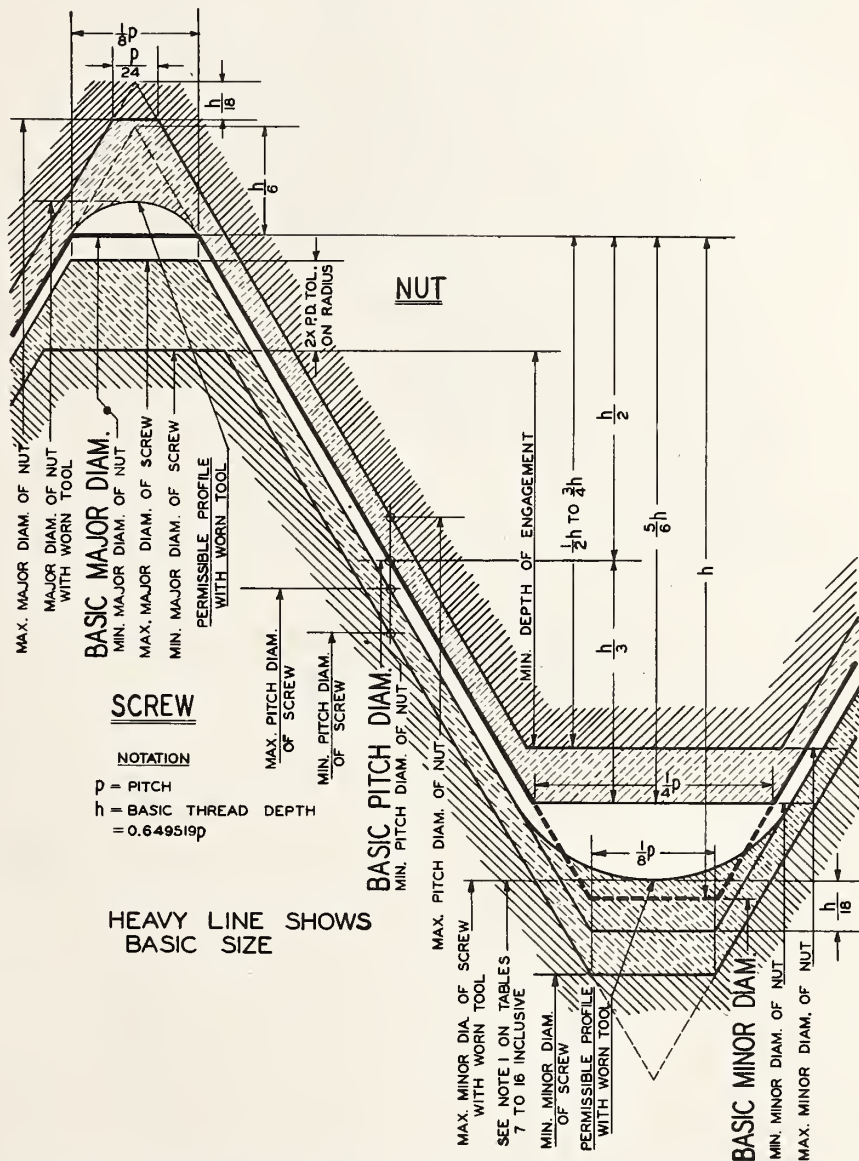 1/8 p
p/24
h/18
h/6
2x P.D. TOL.
ON RADIUS
NUT
MAX. MAJOR DIAM. OF NUT
MAJOR DIAM. OF NUT
WITH WORN TOOL
BASIC MAJOR DIAM.
MIN. MAJOR DIAM. OF NUT
MAX. MAJOR DIAM. OF SCREW
MIN. MAJOR DIAM. OF SCREW
PERMISSIBLE PROFILE
WITH WORN TOOL
MIN. DEPTH OF ENGAGEMENT
1/2 h TO 3/4 h
h/2
h/3
5/6 h
h
SCREW
NOTATION
p = PITCH
h = BASIC THREAD DEPTH
= 0.649519p
MAX. PITCH DIAM.
OF SCREW
MIN. PITCH DIAM.
OF SCREW
BASIC PITCH DIAM.
MIN. PITCH DIAM. OF NUT
MAX. PITCH DIAM. OF NUT
1/4 p
1/8 p
h/18
HEAVY LINE SHOWS
BASIC SIZE
MAX. MINOR DIA. OF SCREW
WITH WORN TOOL
SEE NOTE 1 ON TABLES
7 TO 16 INCLUSIVE
MIN. MINOR DIAM.
OF SCREW
PERMISSIBLE PROFILE
WITH WORN TOOL
BASIC MINOR DIAM.
MIN. MINOR DIAM. OF NUT
MAX. MINOR DIAM. OF NUT